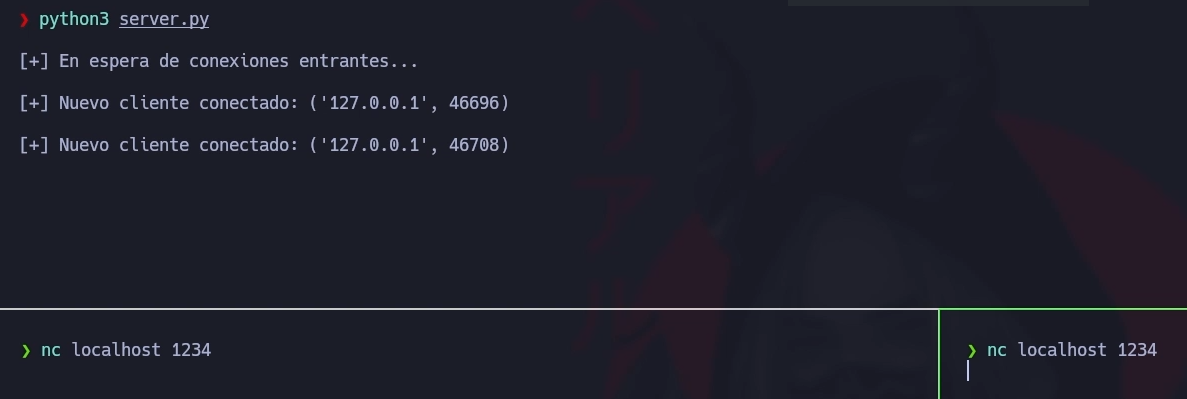 ❯ python3 server.py
[+] En espera de conexiones entrantes...
[+] Nuevo cliente conectado: ('127.0.0.1', 46696)
[+] Nuevo cliente conectado: ('127.0.0.1', 46708)
❯ nc localhost 1234
❯ nc localhost 1234